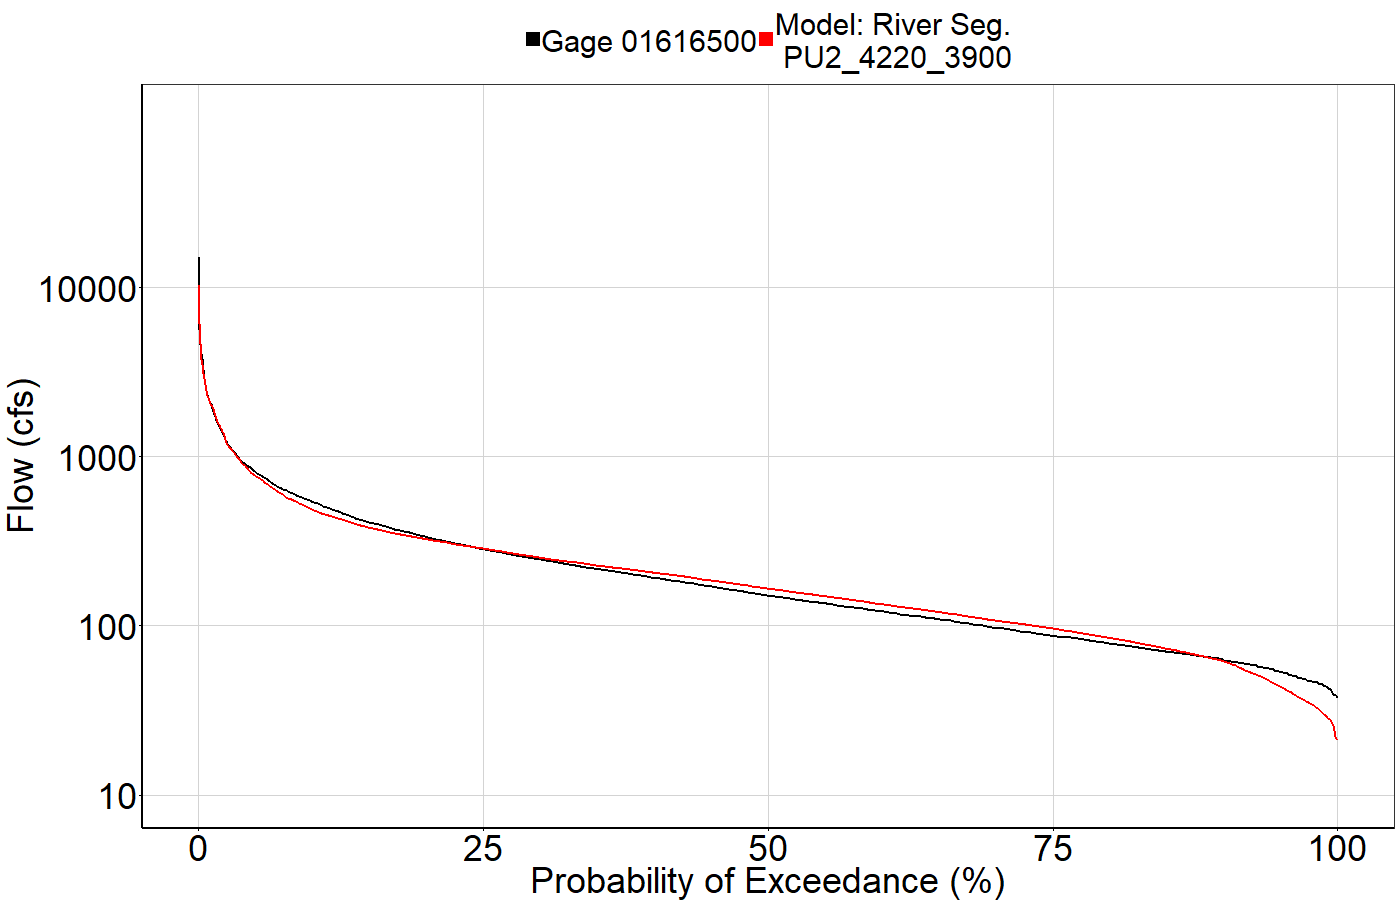 Gage 01616500
Model: River Seg.
PU2_4220_3900
Flow (cfs)
10000
1000
100
10
0 25 50 75 100
Probability of Exceedance (%)